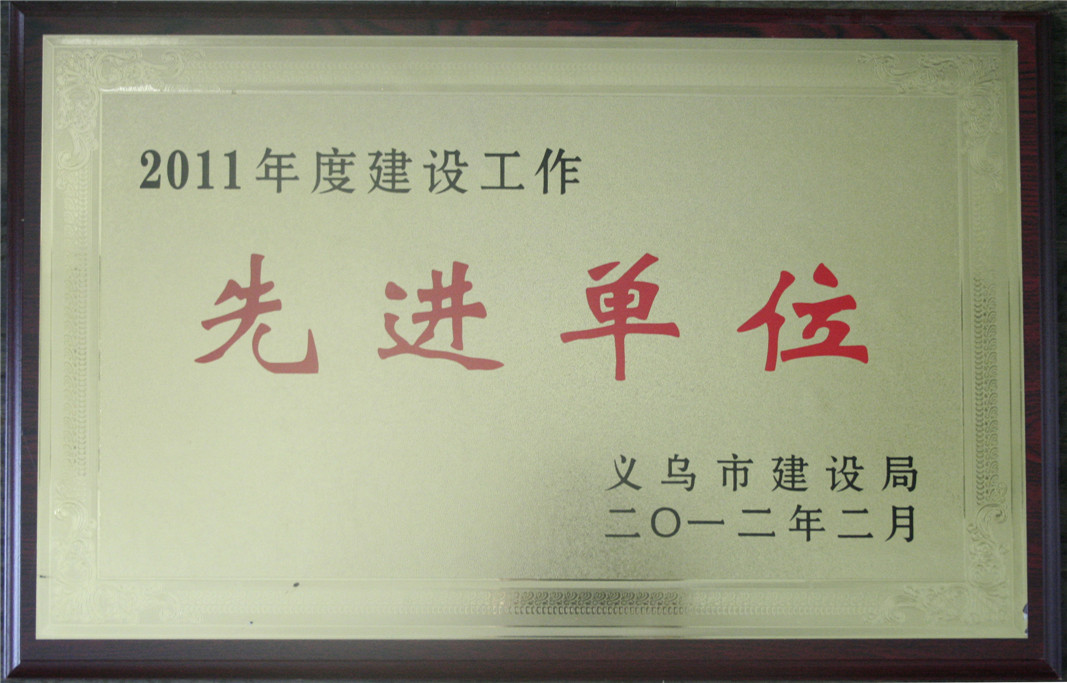 2011年度建设工作
先进单位
义乌市建设局
二〇一二年二月